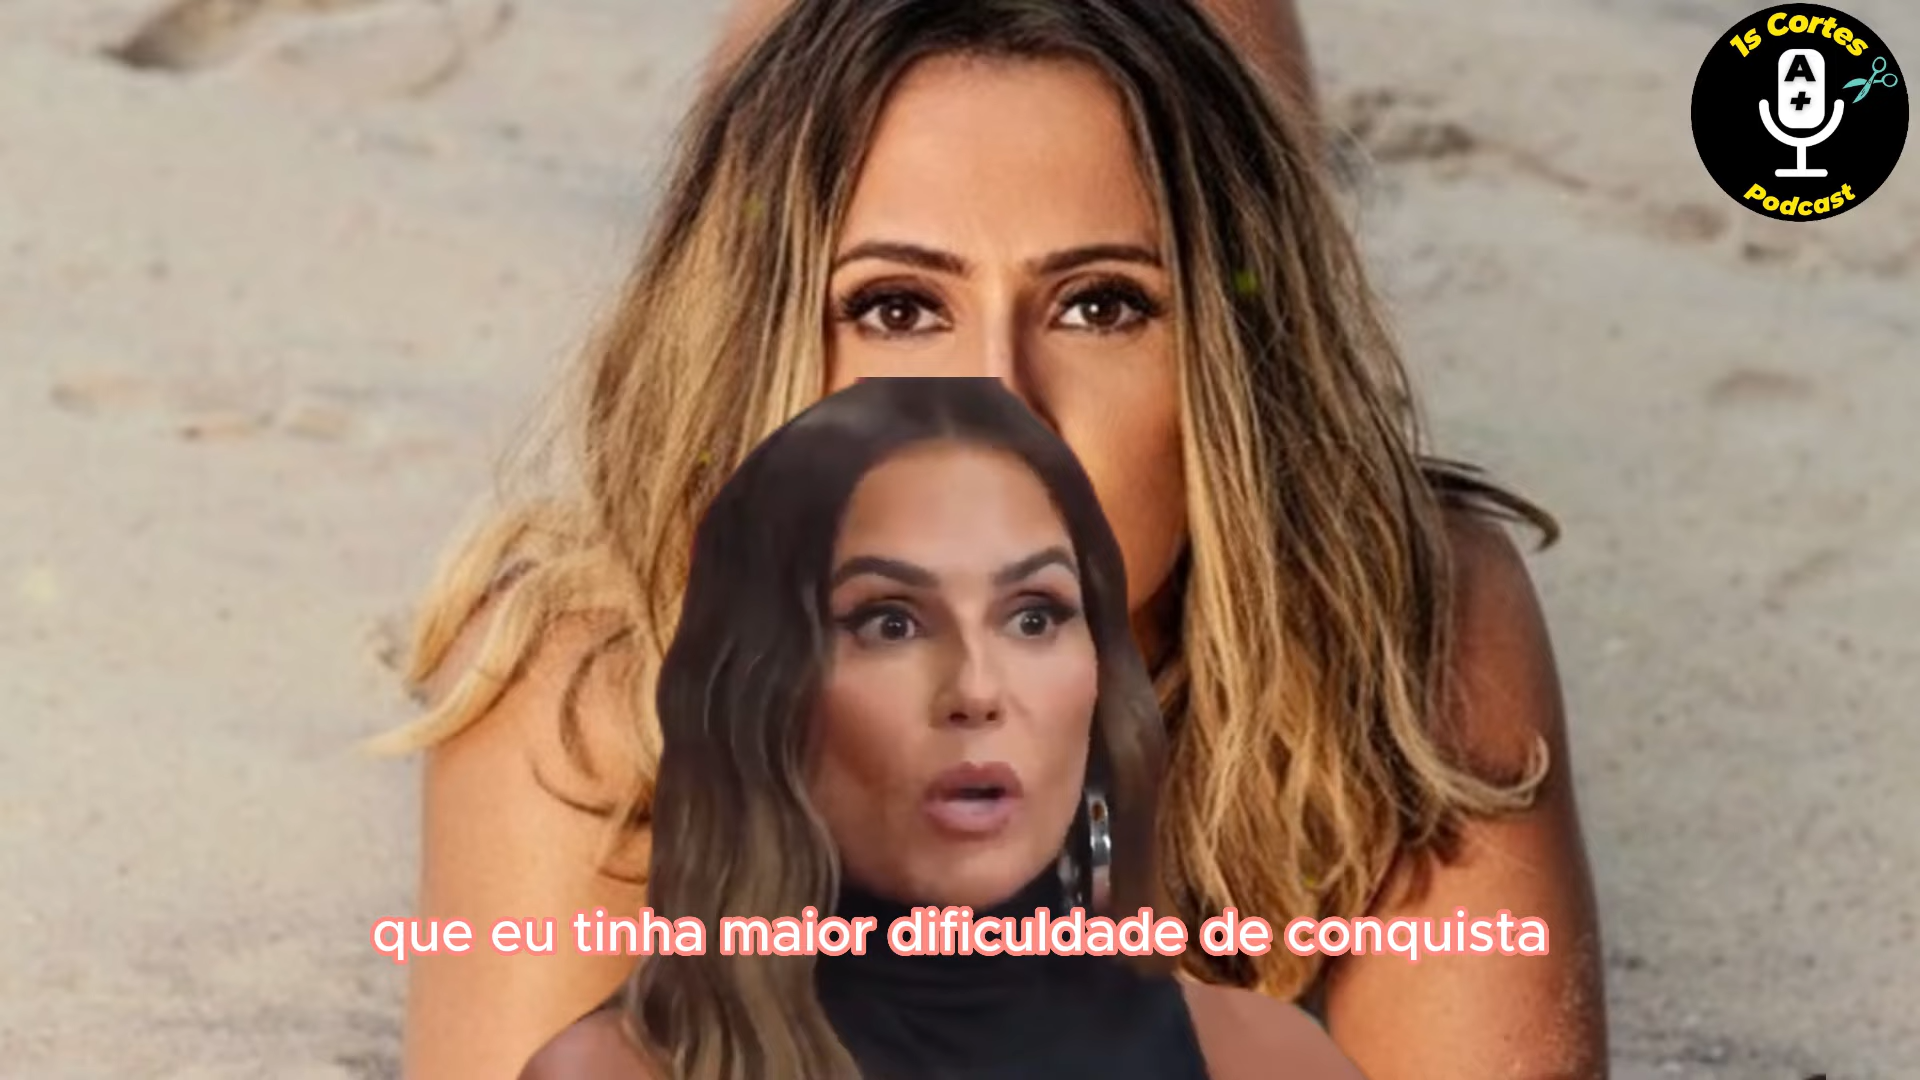 1s Cortes
A
+
Podcast
que eu tinha maior dificuldade de conquista